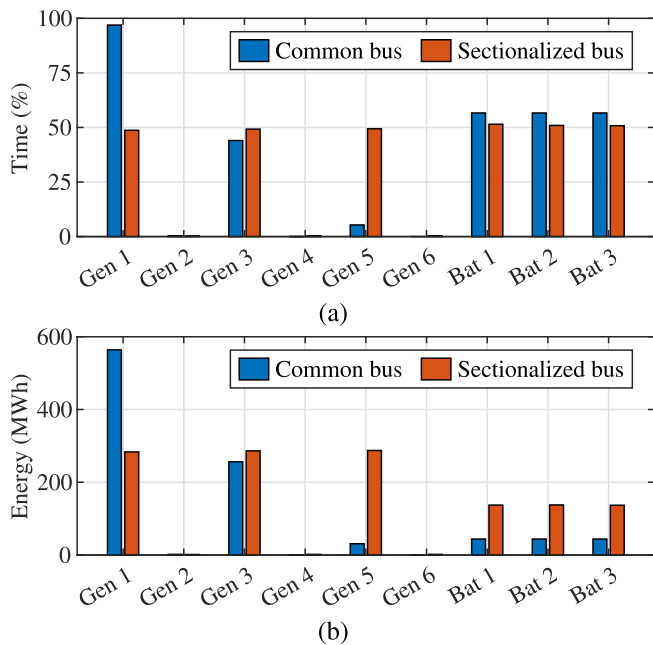 100
75
50
25
0
Time (%)
Common bus Sectionalized bus
Gen 1 Gen 2 Gen 3 Gen 4 Gen 5 Gen 6 Bat 1 Bat 2 Bat 3
(a)
600
400
200
0
Energy (MWh)
Common bus Sectionalized bus
Gen 1 Gen 2 Gen 3 Gen 4 Gen 5 Gen 6 Bat 1 Bat 2 Bat 3
(b)